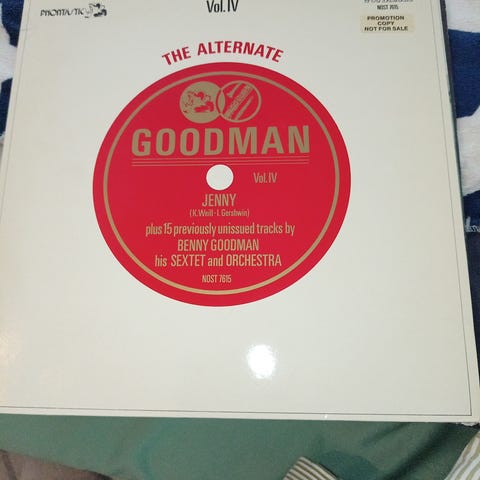 PHONTASTIC
Vol. IV
NOST 7615
PROMOTION
COPY
NOT FOR SALE
THE ALTERNATE
GOODMAN
Vol. IV
JENNY
(K. Weill-I. Gershwin)
plus 15 previously unissued tracks by
BENNY GOODMAN
his SEXTET and ORCHESTRA
NOST 7615